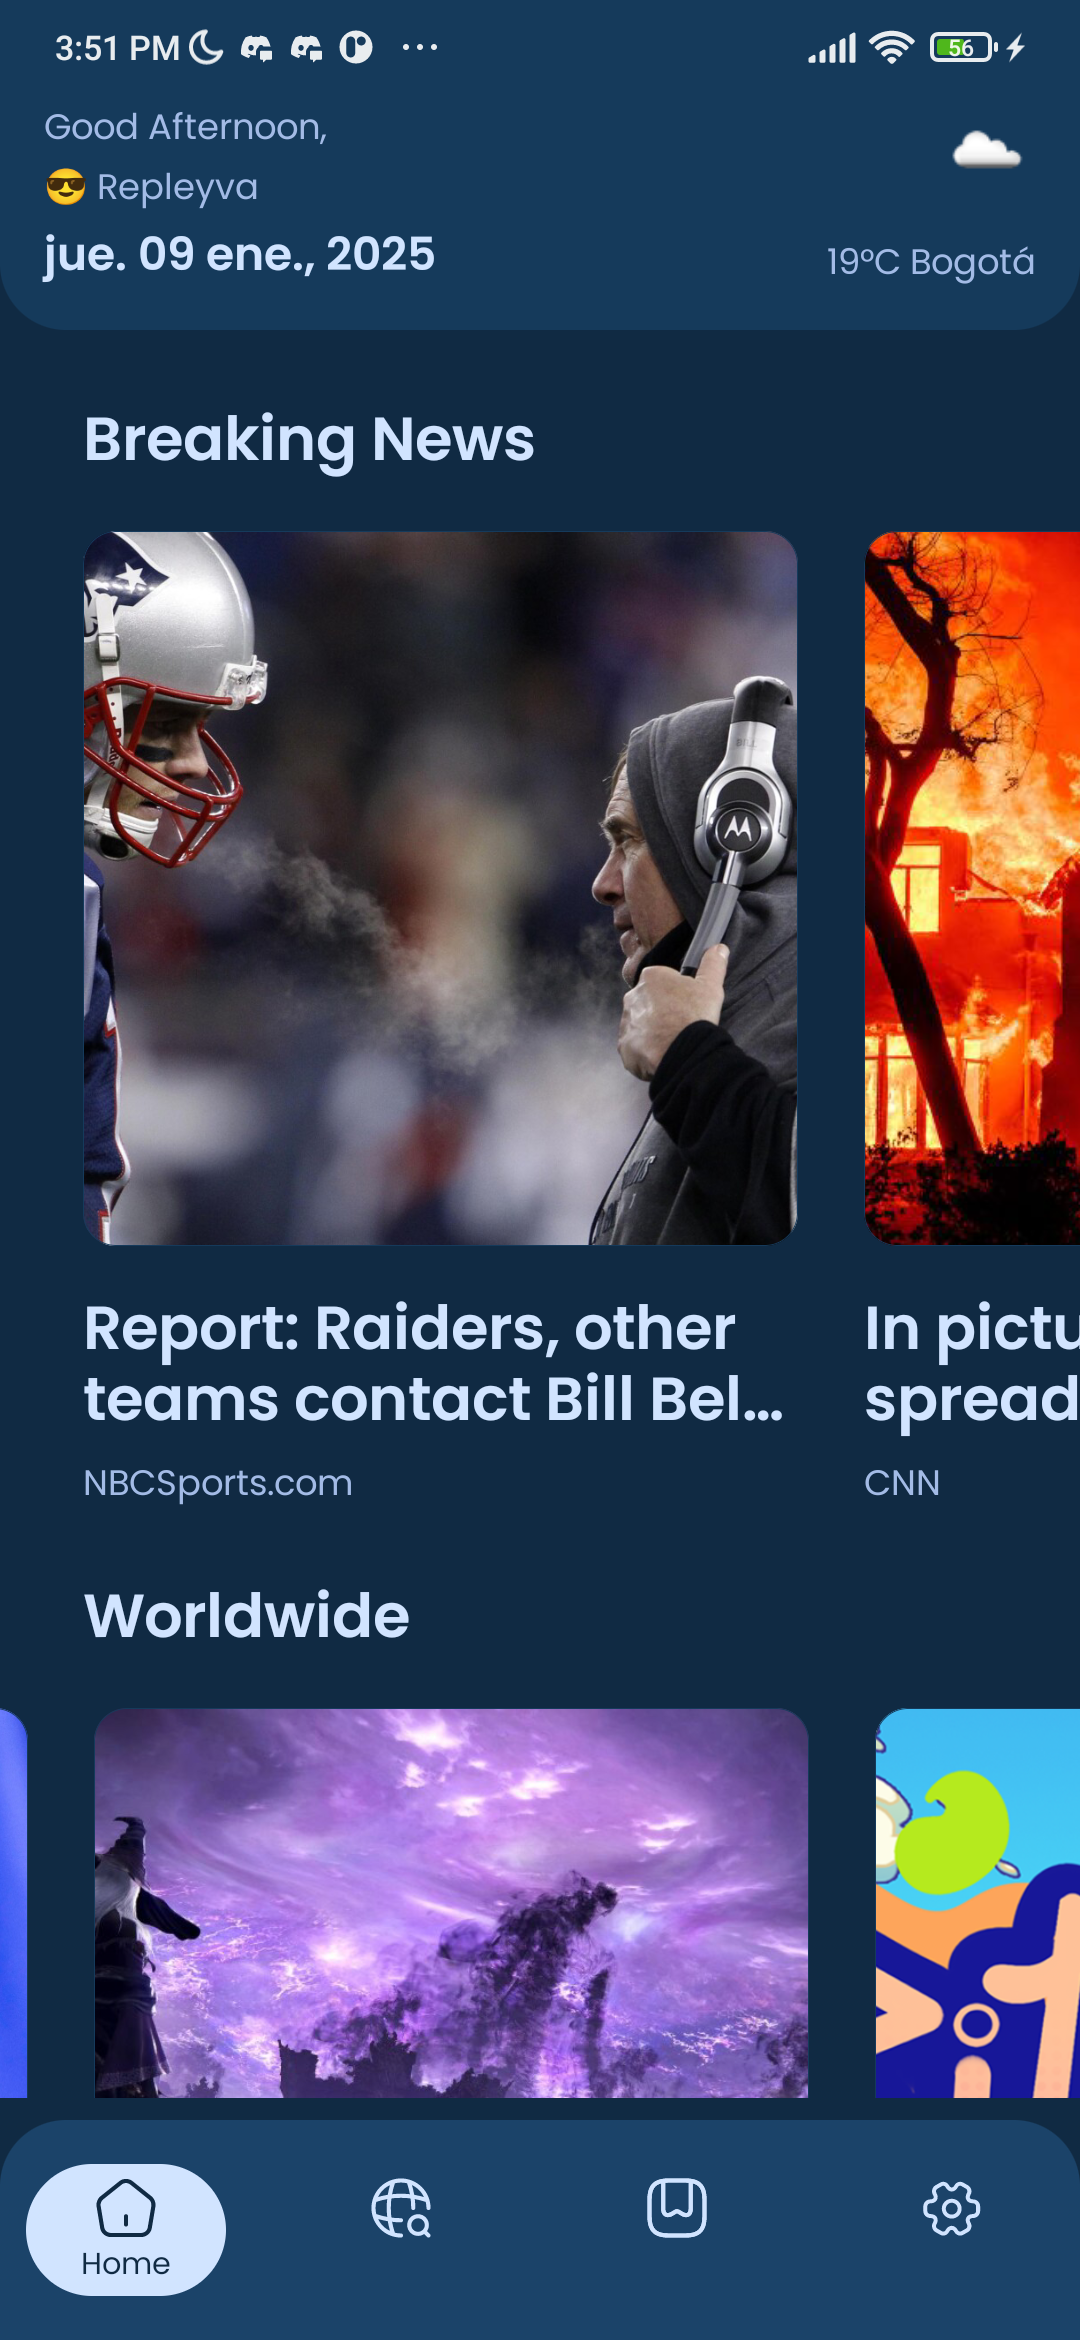 3:51 PM
56
Good Afternoon,
😎 Repleyva
jue. 09 ene., 2025
19°C Bogotá
Breaking News
Report: Raiders, other
teams contact Bill Bel...
NBCSports.com
In pictu
spread
CNN
Worldwide
Home